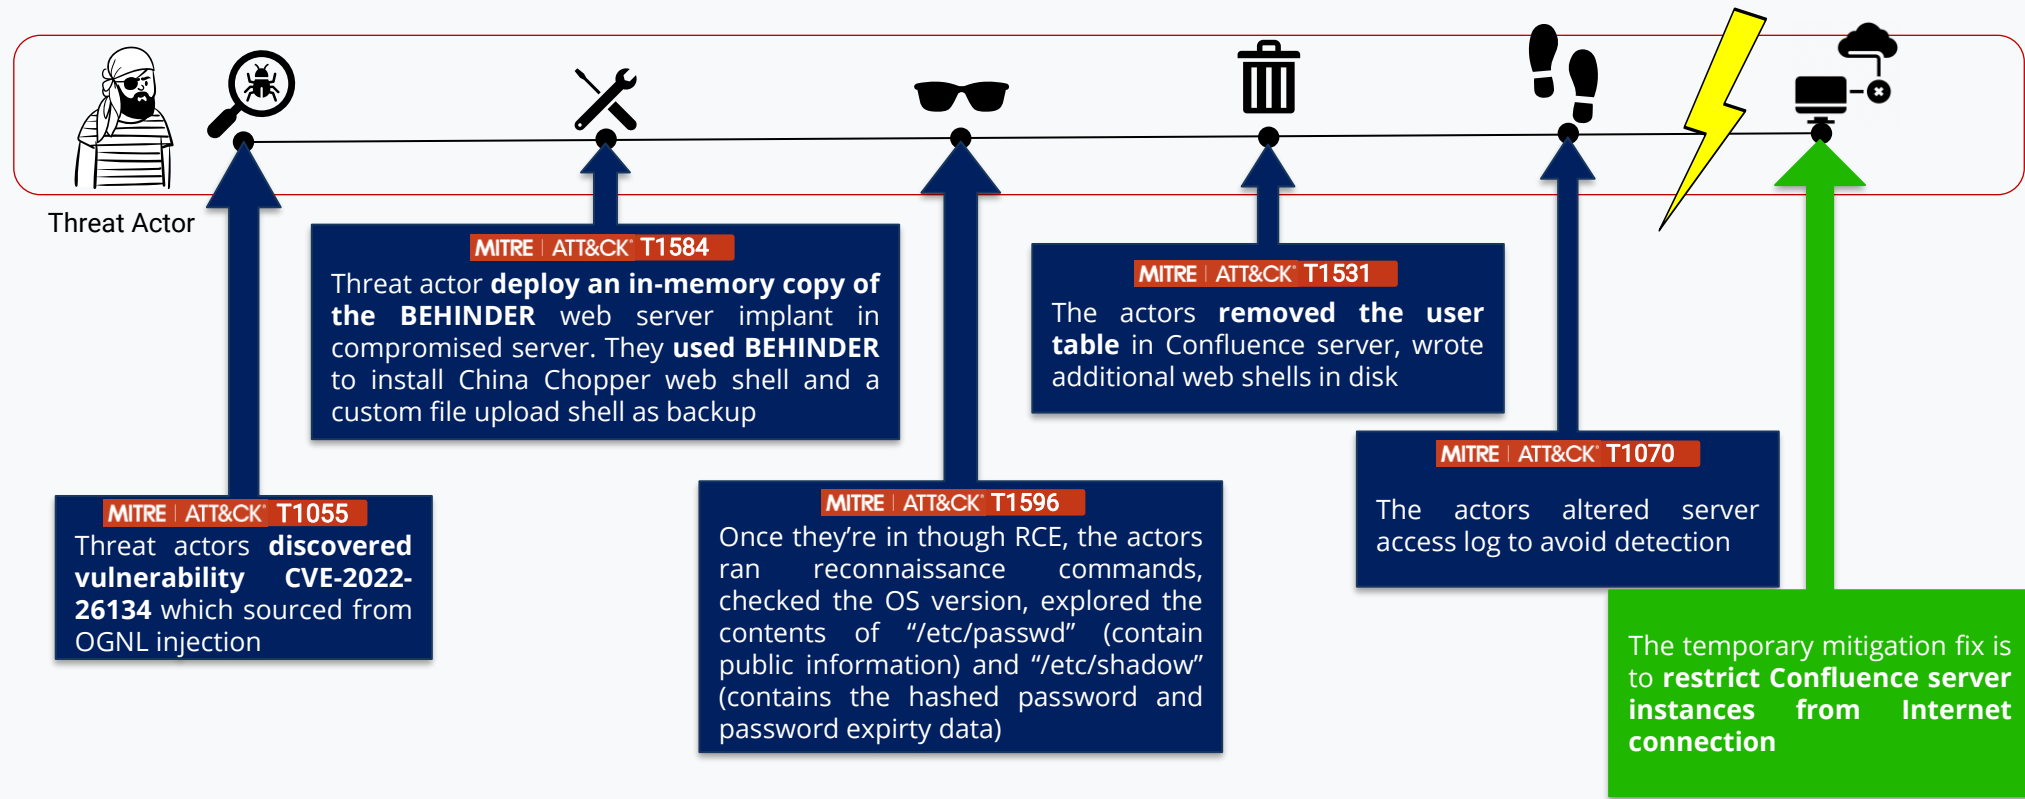 Threat Actor
MITRE | ATT&CK® T1055
Threat actors discovered
vulnerability CVE-2022-
26134 which sourced from
OGNL injection
MITRE | ATT&CK® T1584
Threat actor deploy an in-memory copy of
the BEHINDER web server implant in
compromised server. They used BEHINDER
to install China Chopper web shell and a
custom file upload shell as backup
MITRE | ATT&CK® T1596
Once they’re in though RCE, the actors
ran reconnaissance commands,
checked the OS version, explored the
contents of “/etc/passwd” (contain
public information) and “/etc/shadow”
(contains the hashed password and
password expirty data)
MITRE | ATT&CK® T1531
The actors removed the user
table in Confluence server, wrote
additional web shells in disk
MITRE | ATT&CK® T1070
The actors altered server
access log to avoid detection
The temporary mitigation fix is
to restrict Confluence server
instances from Internet
connection